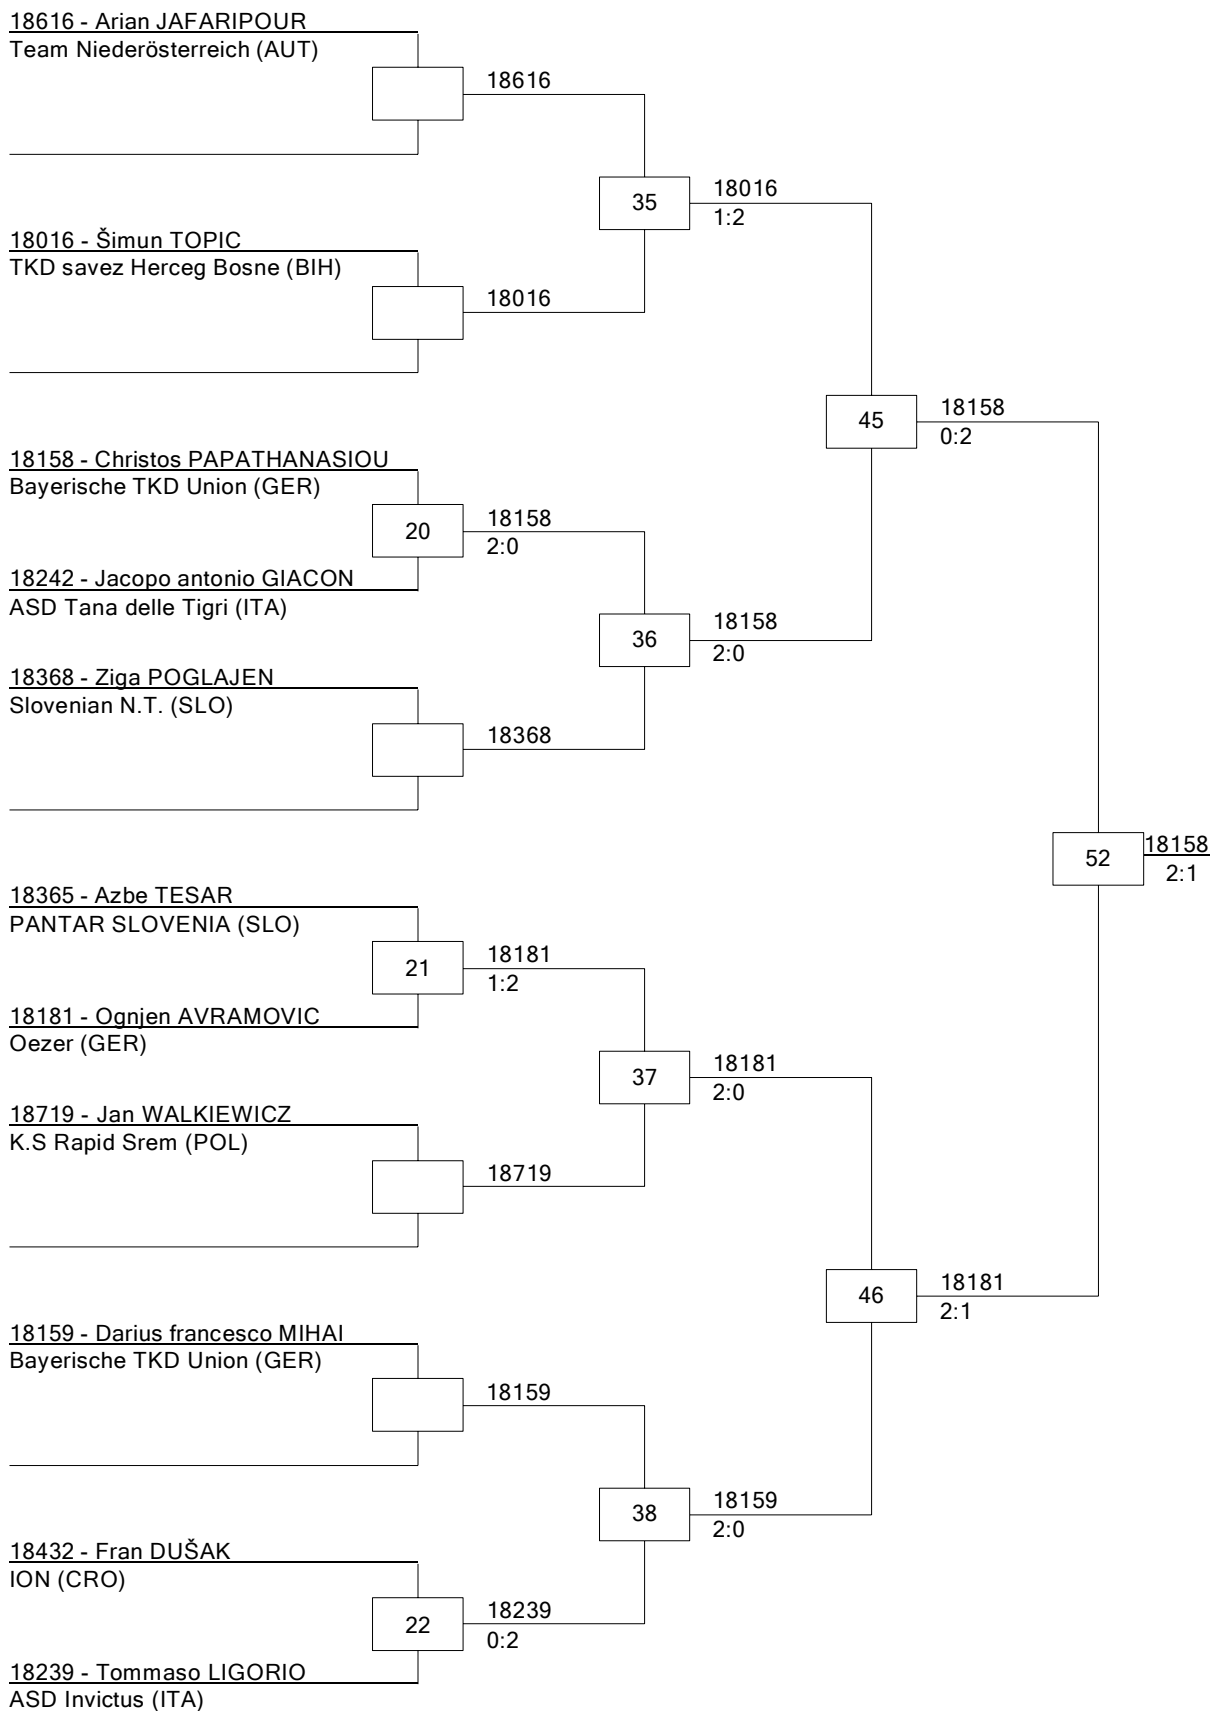 18616 - Arian JAFARIPOUR
Team Niederösterreich (AUT)
18616
35
18016
1:2
18016 - Šimun TOPIC
TKD savez Herceg Bosne (BIH)
18016
45
18158
0:2
18158 - Christos PAPATHANASIOU
Bayerische TKD Union (GER)
20
18158
2:0
18242 - Jacopo antonio GIACON
ASD Tana delle Tigri (ITA)
36
18158
2:0
18368 - Ziga POGLAJEN
Slovenian N.T. (SLO)
18368
52
18158
2:1
18365 - Azbe TESAR
PANTAR SLOVENIA (SLO)
21
18181
1:2
18181 - Ognjen AVRAMOVIC
Oezer (GER)
37
18181
2:0
18719 - Jan WALKIEWICZ
K.S Rapid Srem (POL)
18719
46
18181
2:1
18159 - Darius francesco MIHAI
Bayerische TKD Union (GER)
18159
38
18159
2:0
18432 - Fran DUŠAK
ION (CRO)
22
18239
0:2
18239 - Tommaso LIGORIO
ASD Invictus (ITA)